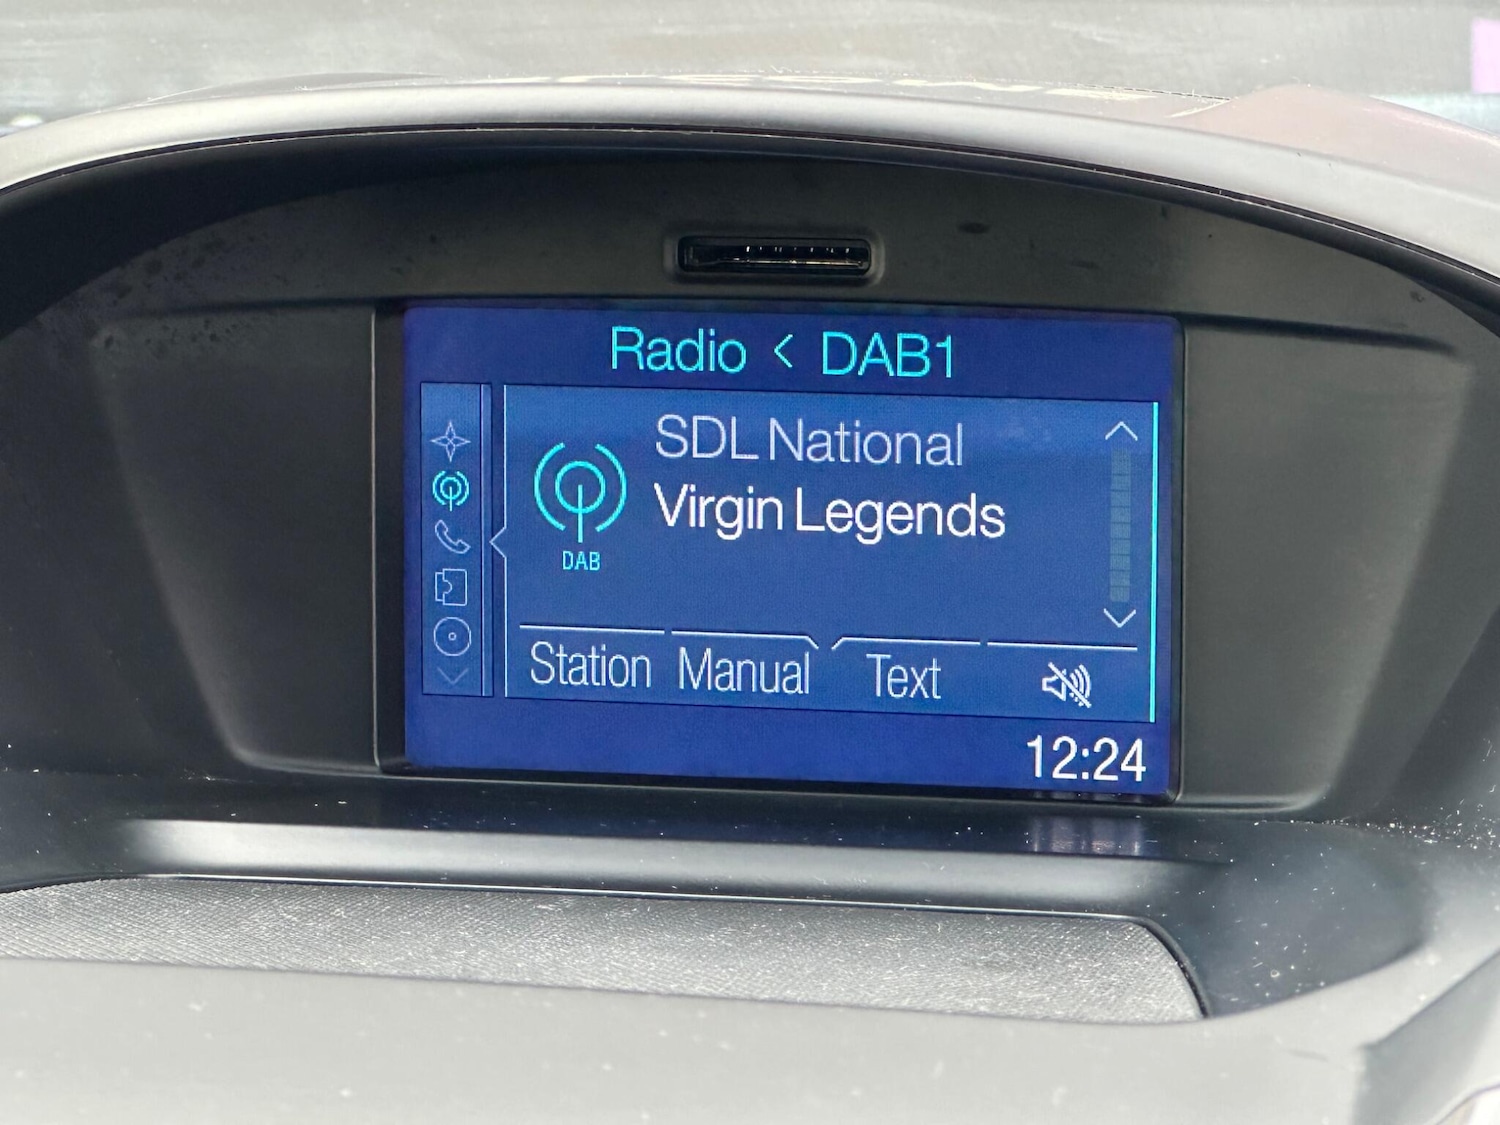 Radio < DAB1
SDL National
Virgin Legends
DAB
Station Manual Text
12:24